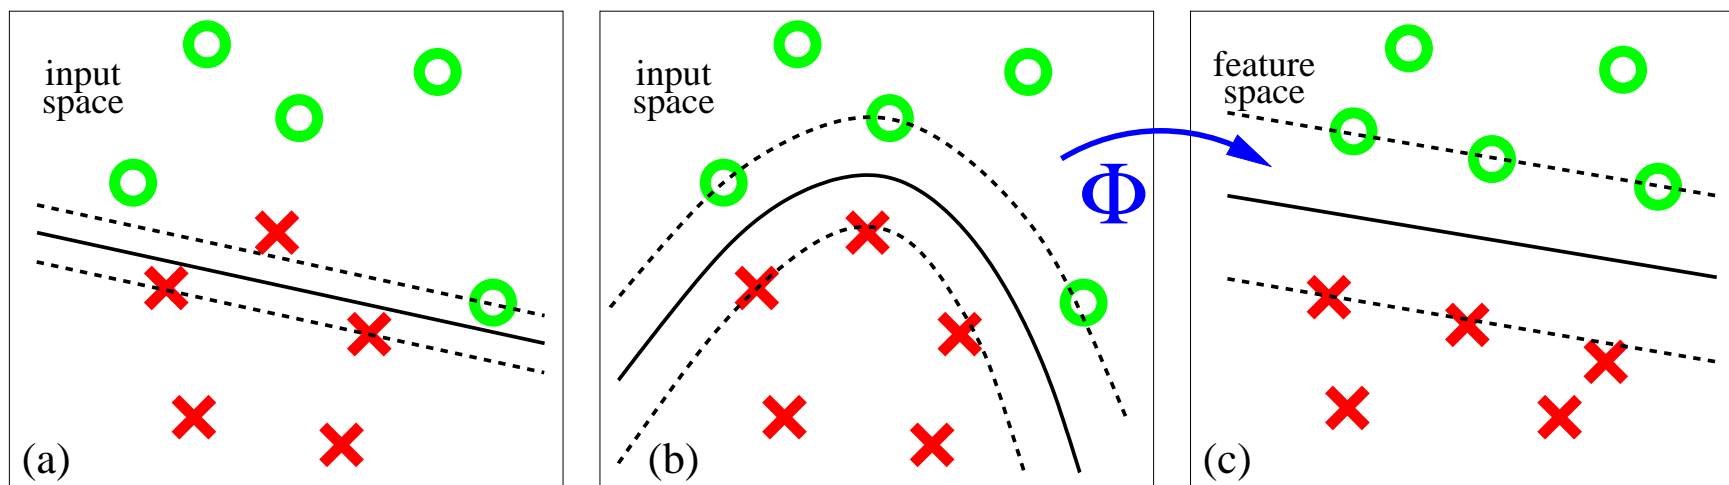 input
space
(a)
input
space
(b)
Φ
feature
space
(c)